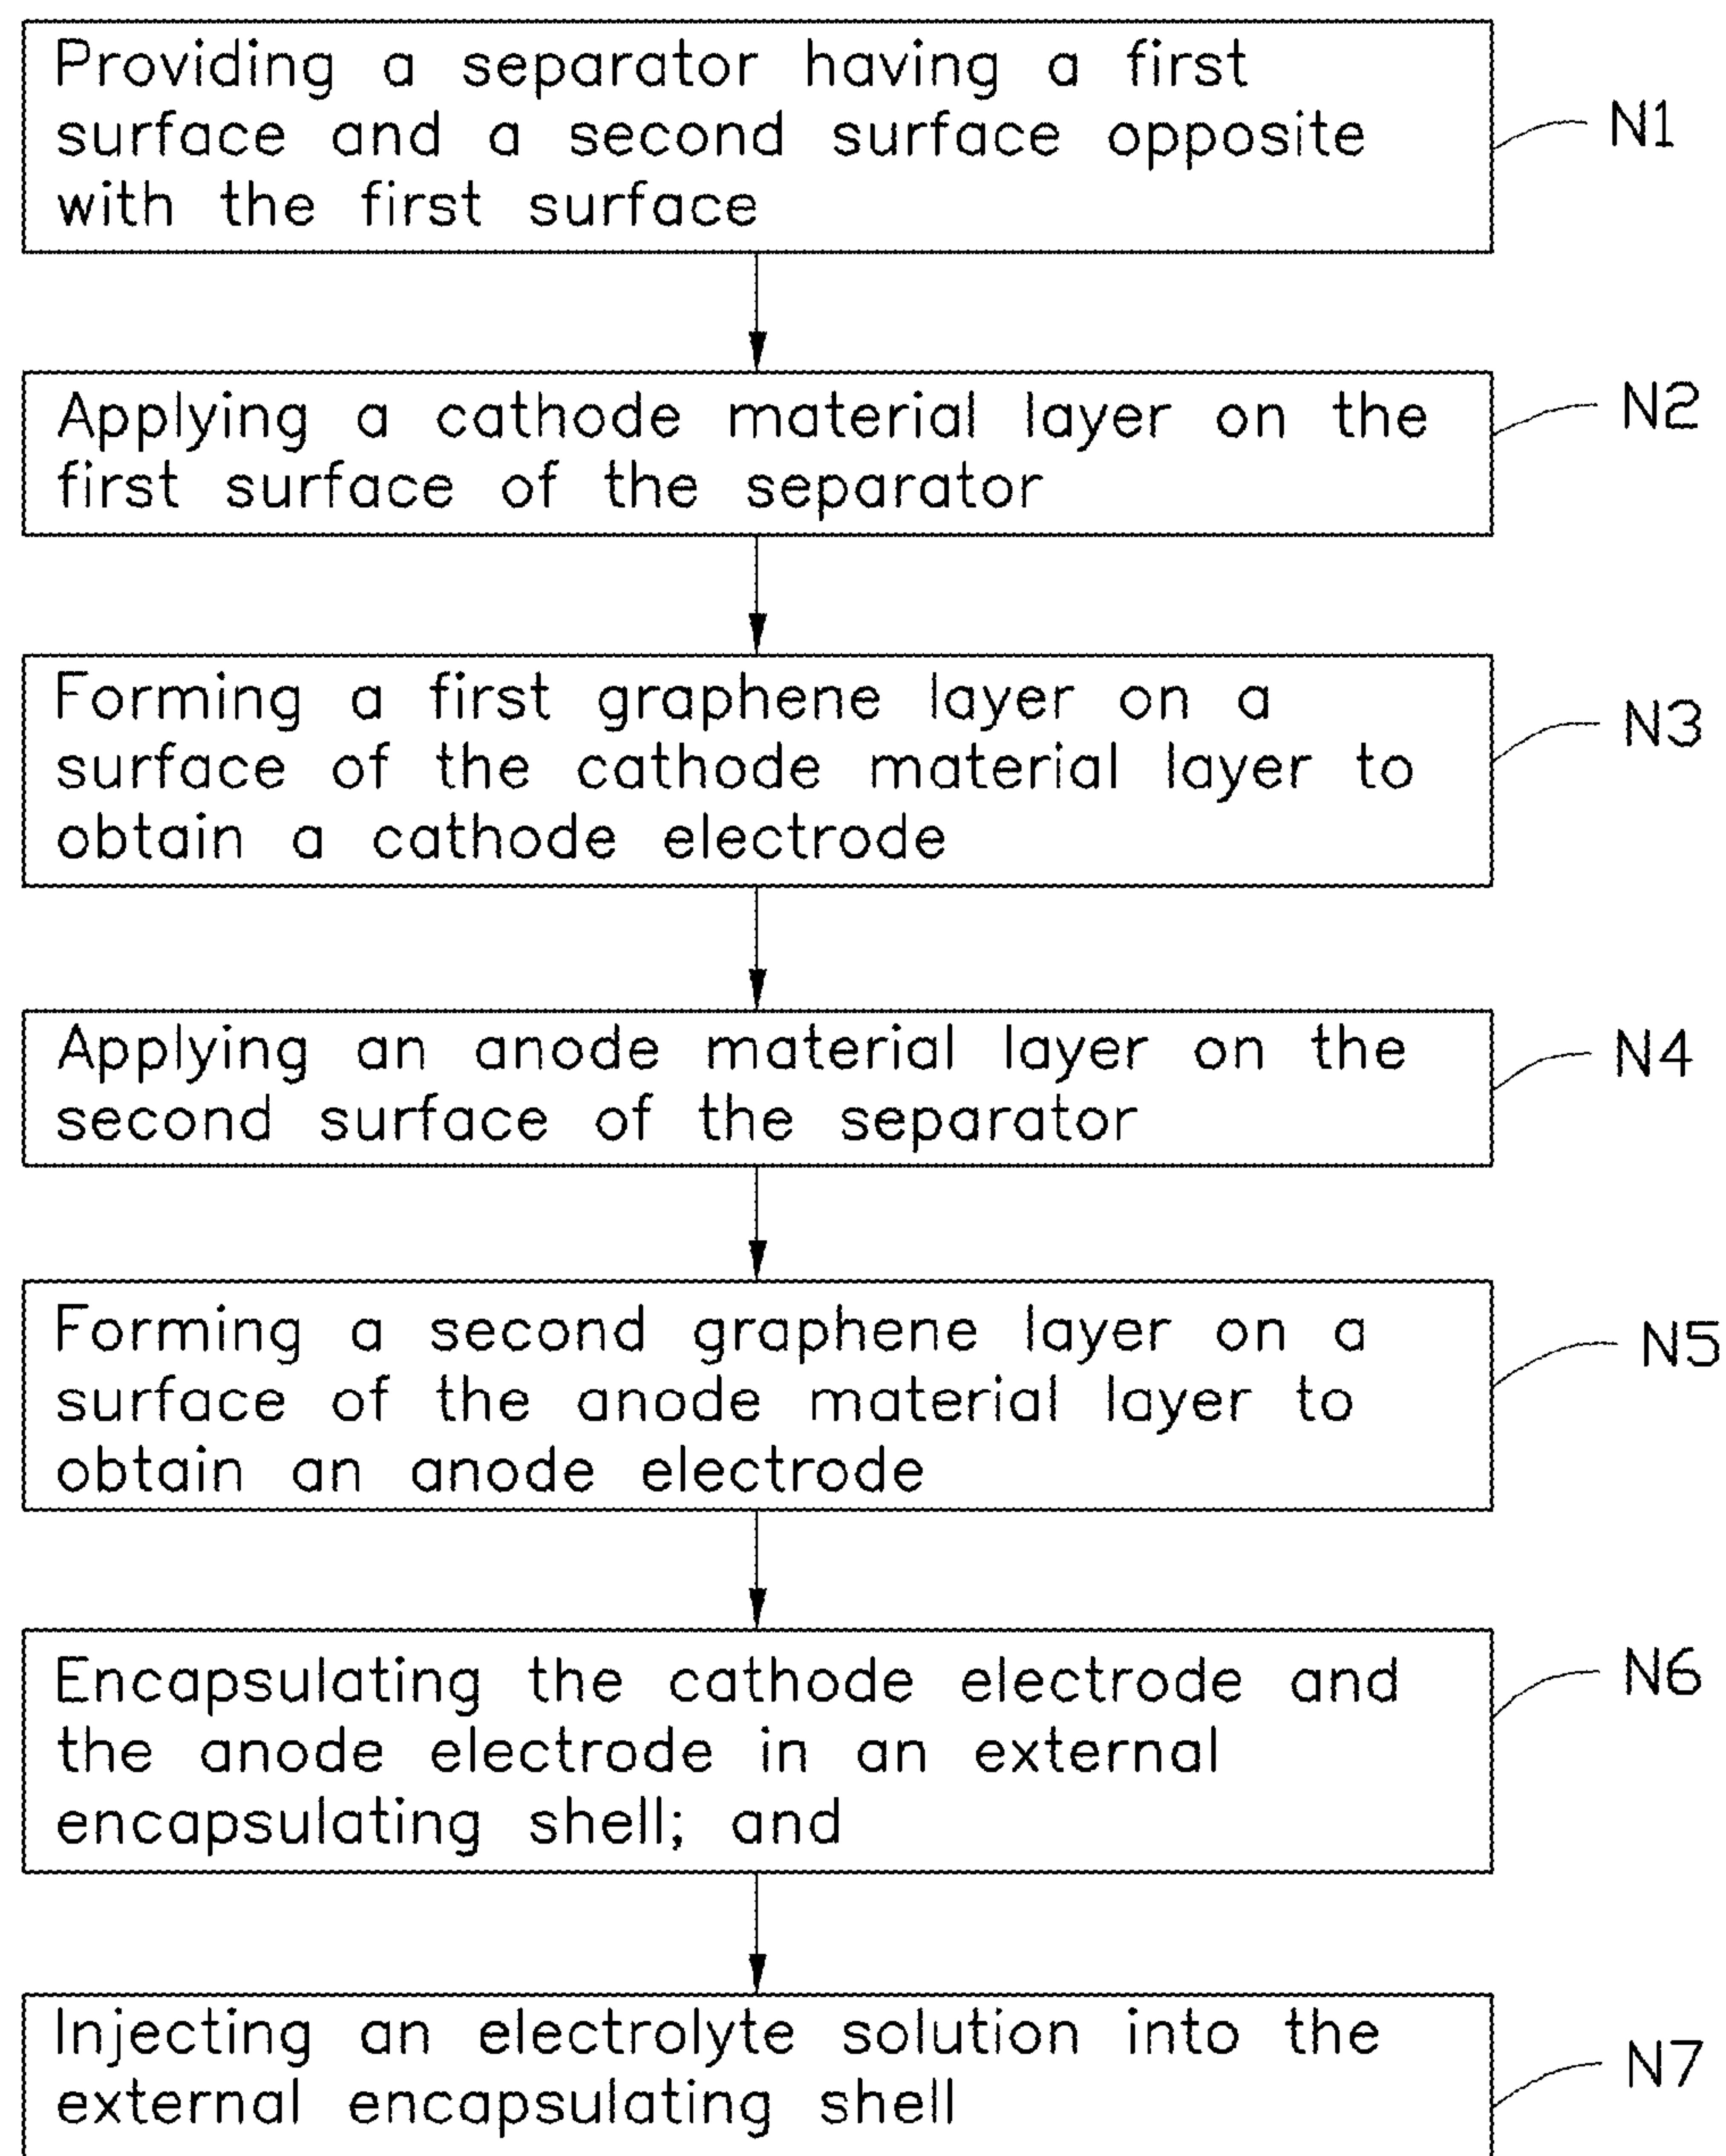 Providing a separator having a first
surface and a second surface opposite
with the first surface
N1
Applying a cathode material layer on the
first surface of the separator
N2
Forming a first graphene layer on a
surface of the cathode material layer to
obtain a cathode electrode
N3
Applying an anode material layer on the
second surface of the separator
N4
Forming a second graphene layer on a
surface of the anode material layer to
obtain an anode electrode
N5
Encapsulating the cathode electrode and
the anode electrode in an external
encapsulating shell; and
N6
Injecting an electrolyte solution into the
external encapsulating shell
N7